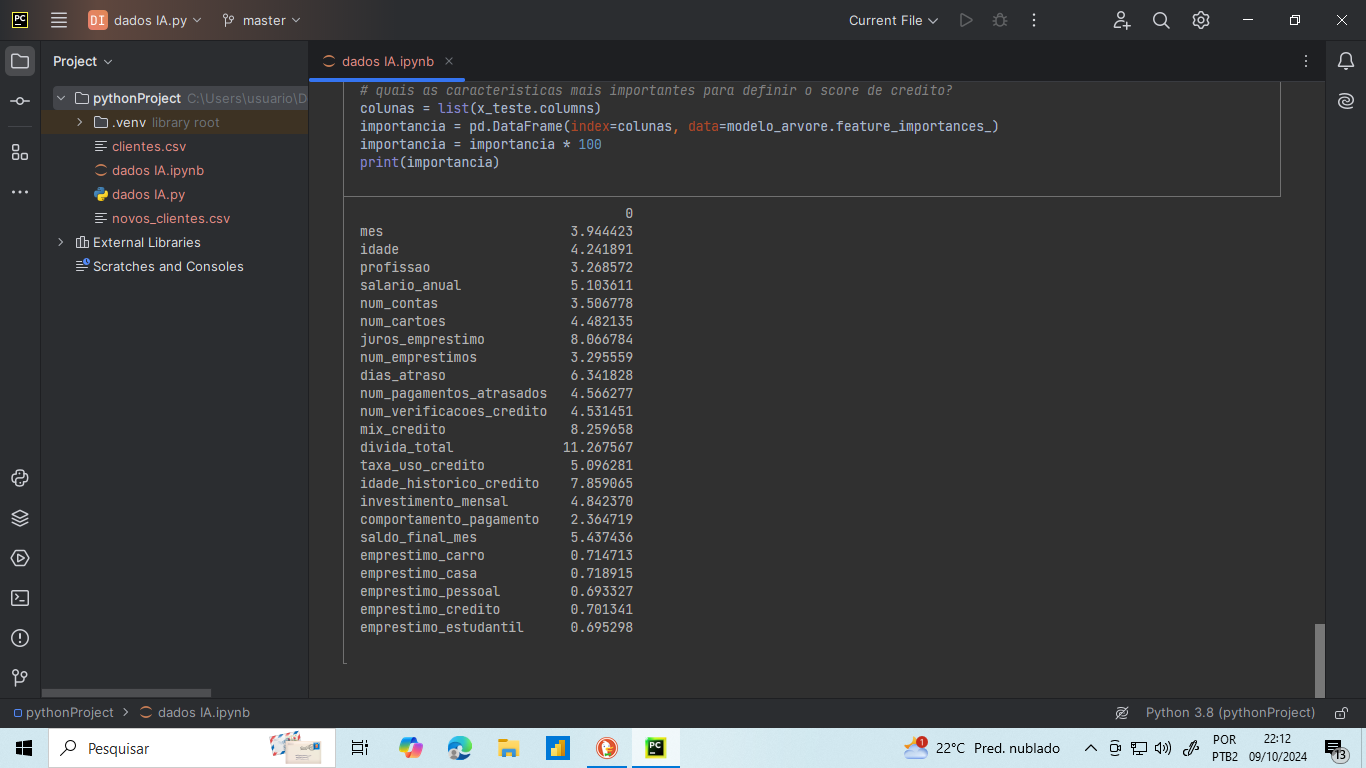 PC
DI dados IA.py
master
Current File
Project
dados IA.ipynb
pythonProject C:\Users\usuario\D
.venv library root
clientes.csv
dados IA.ipynb
dados IA.py
novos_clientes.csv
External Libraries
Scratches and Consoles
# quais as caracteristicas mais importantes para definir o score de credito?
colunas = list(x_teste.columns)
importancia = pd.DataFrame(index=colunas, data=modelo_arvore.feature_importances_)
importancia = importancia * 100
print(importancia)
0
mes 3.944423
idade 4.241891
profissao 3.268572
salario_anual 5.103611
num_contas 3.506778
num_cartoes 4.482135
juros_emprestimo 8.066784
num_emprestimos 3.295559
dias_atraso 6.341828
num_pagamentos_atrasados 4.566277
num_verificacoes_credito 4.531451
mix_credito 8.259658
divida_total 11.267567
taxa_uso_credito 5.096281
idade_historico_credito 7.859065
investimento_mensal 4.842370
comportamento_pagamento 2.364719
saldo_final_mes 5.437436
emprestimo_carro 0.714713
emprestimo_casa 0.718915
emprestimo_pessoal 0.693327
emprestimo_credito 0.701341
emprestimo_estudantil 0.695298
pythonProject
dados IA.ipynb
Python 3.8 (pythonProject)
Pesquisar
PC
1
22°C Pred. nublado
POR
PTB2
22:12
09/10/2024
13